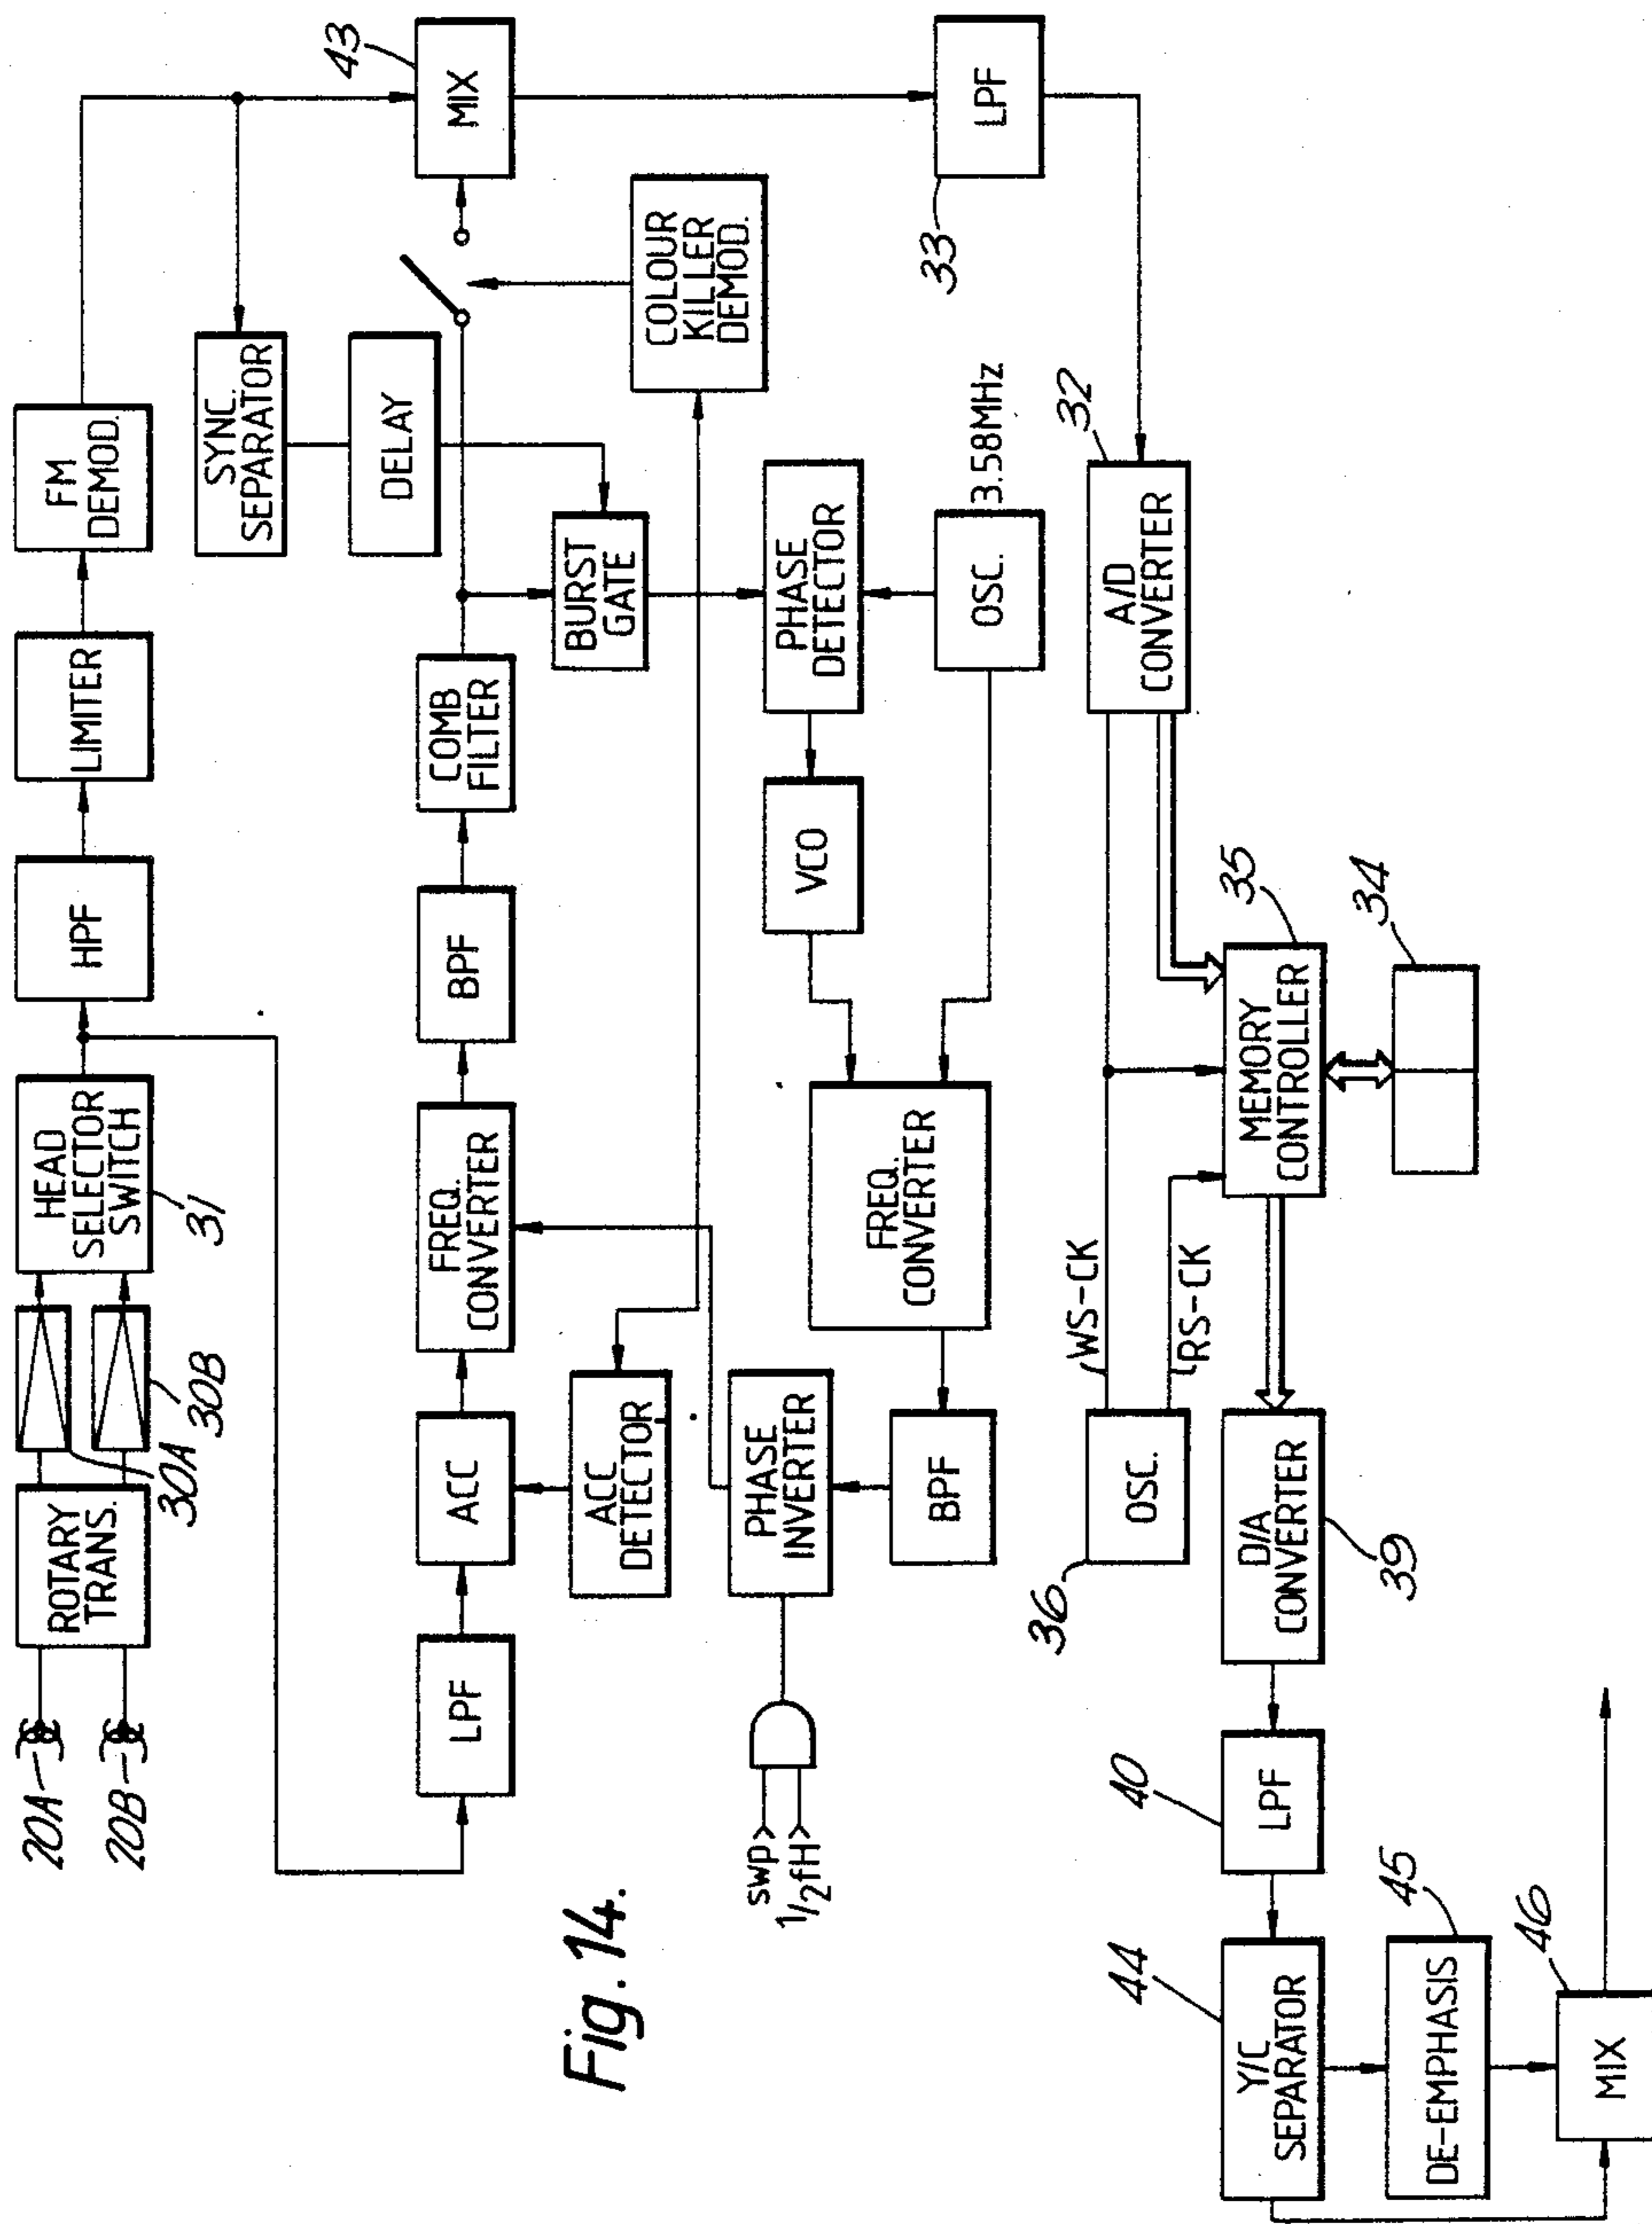 20A
20B
ROTARY
TRANS.
30A
30B
HEAD
SELECTOR
SWITCH
31
HPF
LIMITER
FM
DEMOD.
SYNC.
SEPARATOR
DELAY
43
MIX
LPF
ACC
FREQ.
CONVERTER
BPF
COMB
FILTER
BURST
GATE
COLOUR
KILLER
DEMOD.
ACC
DETECTOR
PHASE
INVERTER
swp
1/2fH
BPF
FREQ.
CONVERTER
VCO
PHASE
DETECTOR
OSC.
3.58MHz
33
LPF
32
A/D
CONVERTER
36
OSC.
WS-CK
RS-CK
MEMORY
CONTROLLER
35
34
D/A
CONVERTER
39
40
LPF
44
Y/C
SEPARATOR
45
DE-EMPHASIS
46
MIX
Fig. 14.